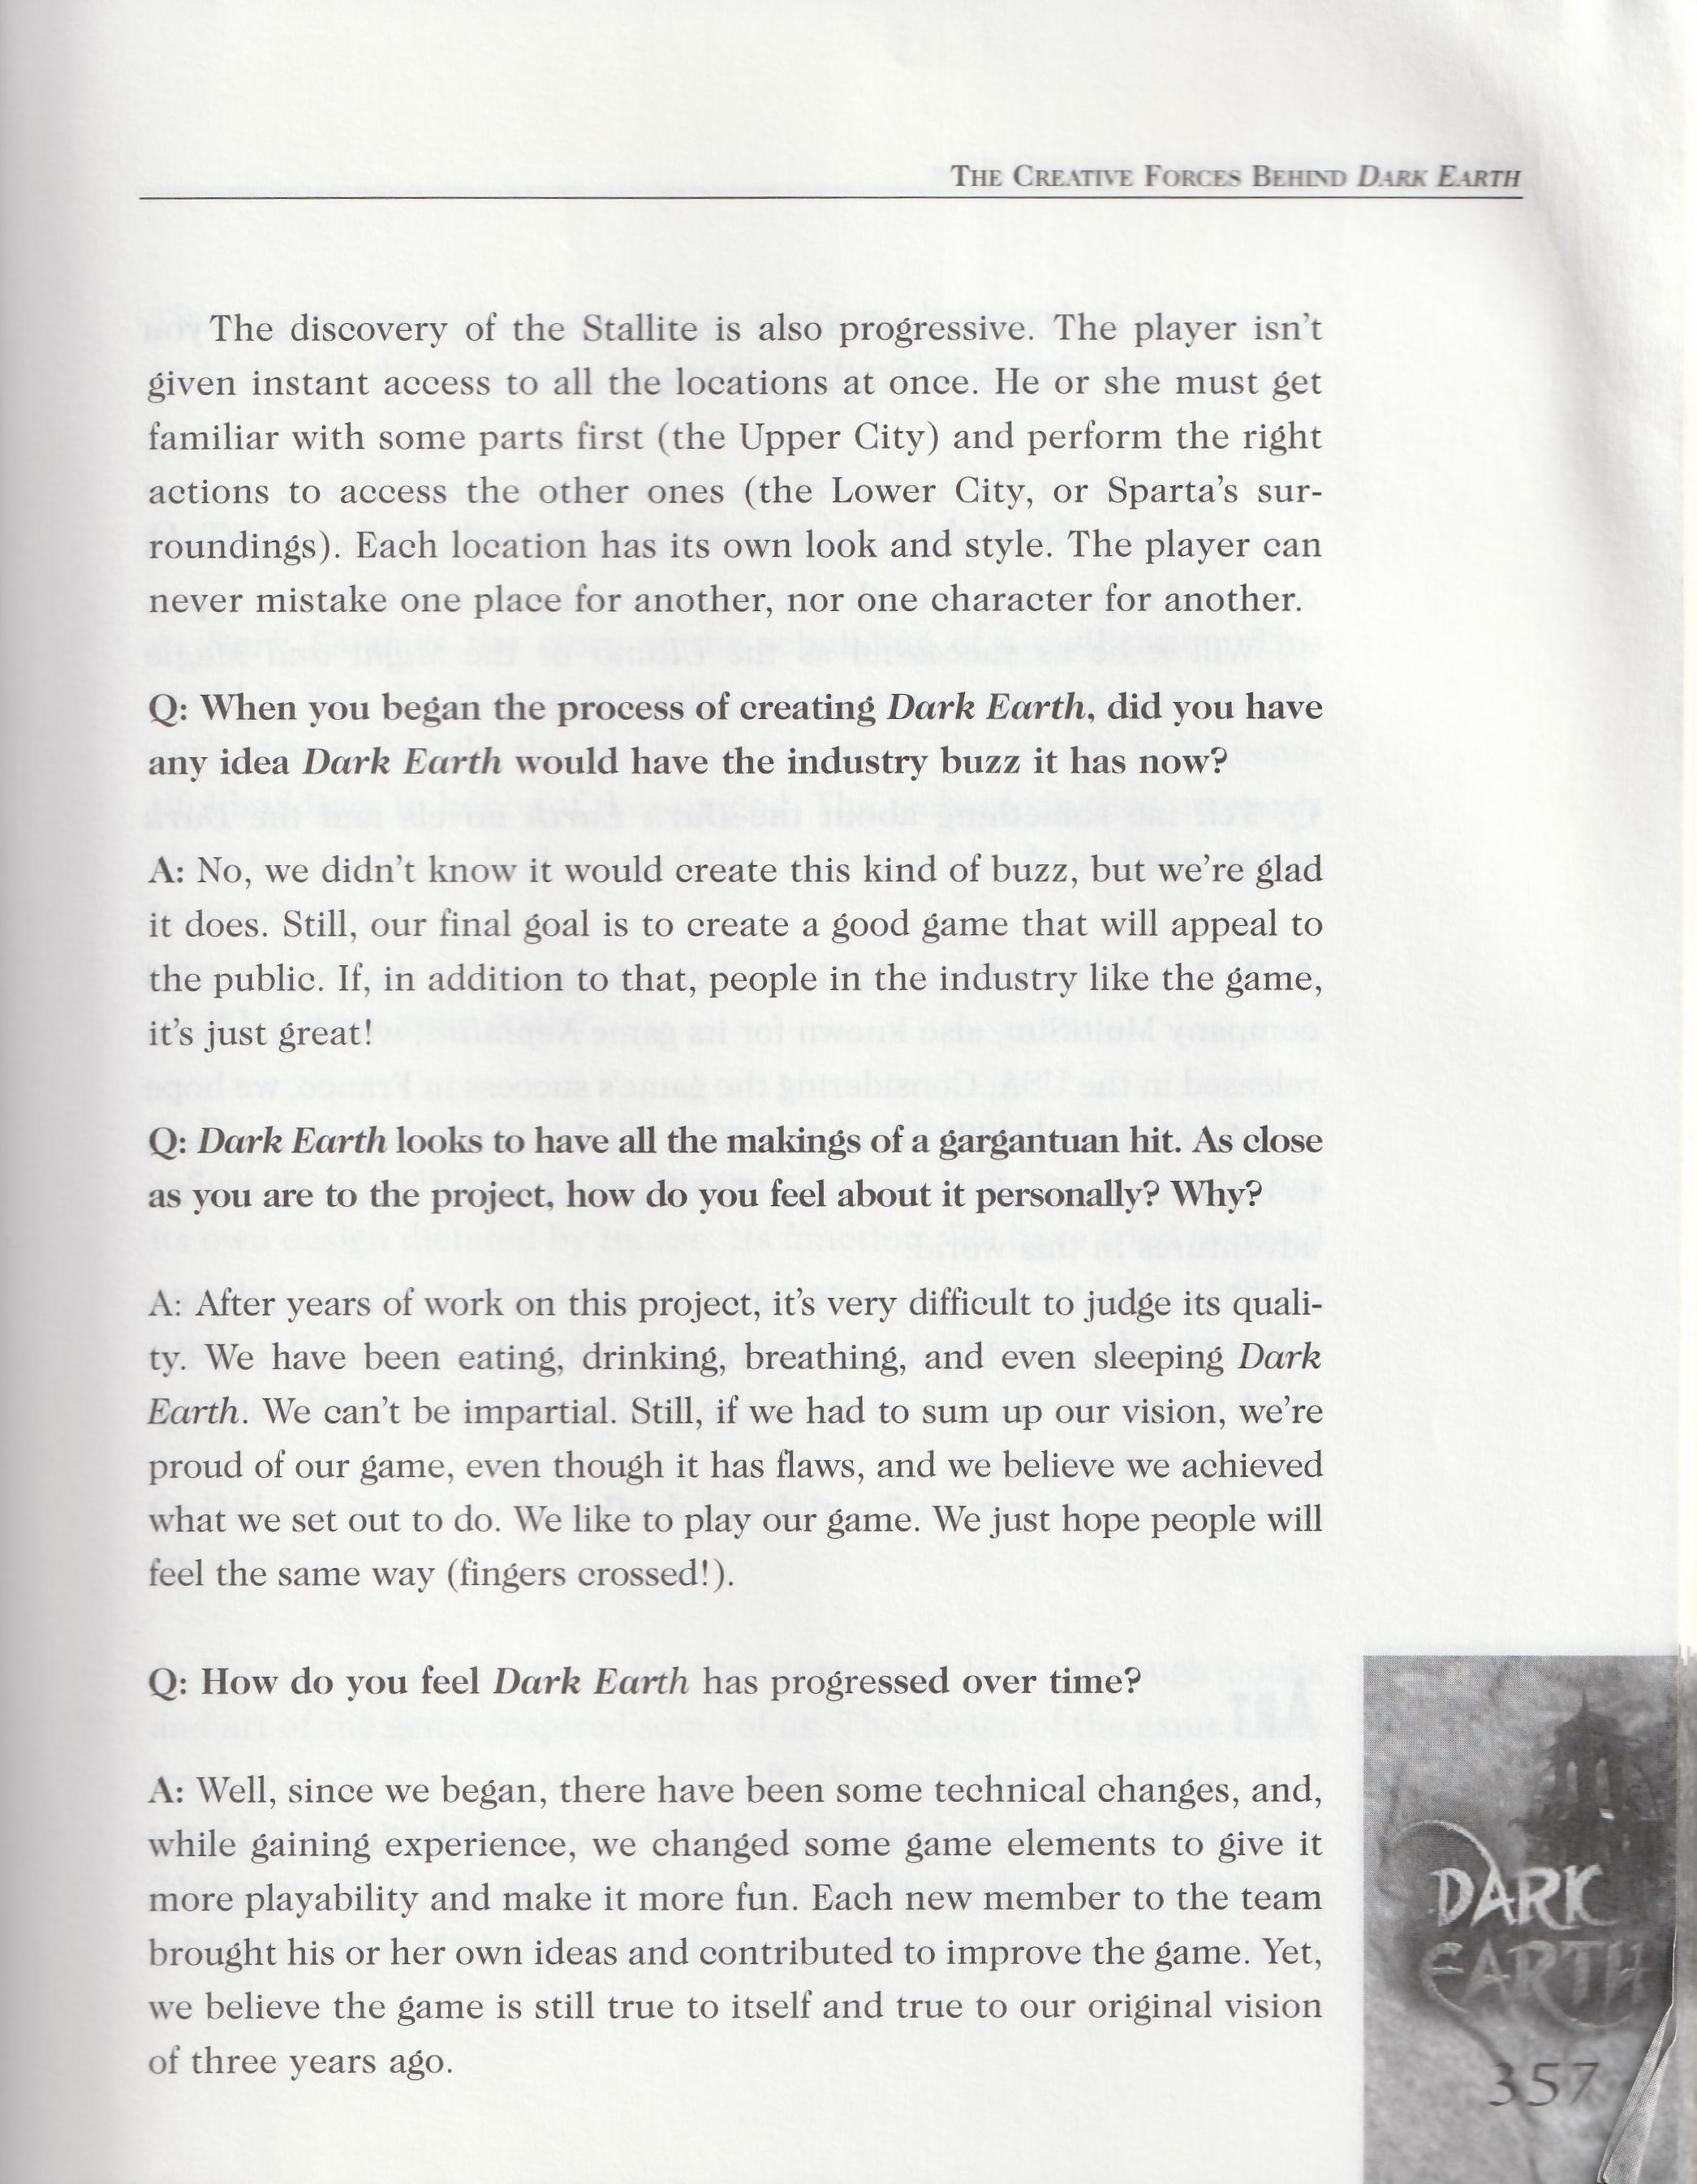 THE CREATIVE FORCES BEHIND DARK EARTH
The discovery of the Stallite is also progressive. The player isn't
given instant access to all the locations at once. He or she must get
familiar with some parts first (the Upper City) and perform the right
actions to access the other ones (the Lower City, or Sparta's sur-
roundings). Each location has its own look and style. The player can
never mistake one place for another, nor one character for another.
Q: When you began the process of creating Dark Earth, did you have
any idea Dark Earth would have the industry buzz it has now?
A: No, we didn't know it would create this kind of buzz, but we're glad
it does. Still, our final goal is to create a good game that will appeal to
the public. If, in addition to that, people in the industry like the game,
it's just great!
Q: Dark Earth looks to have all the makings of a gargantuan hit. As close
as you are to the project, how do you feel about it personally? Why?
A: After years of work on this project, it's very difficult to judge its quali-
ty. We have been eating, drinking, breathing, and even sleeping Dark
Earth. We can't be impartial. Still, if we had to sum up our vision, we're
proud of our game, even though it has flaws, and we believe we achieved
what we set out to do. We like to play our game. We just hope people will
feel the same way (fingers crossed!).
Q: How do you feel Dark Earth has progressed over time?
A: Well, since we began, there have been some technical changes, and,
while gaining experience, we changed some game elements to give it
more playability and make it more fun. Each new member to the team
brought his or her own ideas and contributed to improve the game. Yet,
we believe the game is still true to itself and true to our original vision
of three years ago.
DARK
EARTH
357